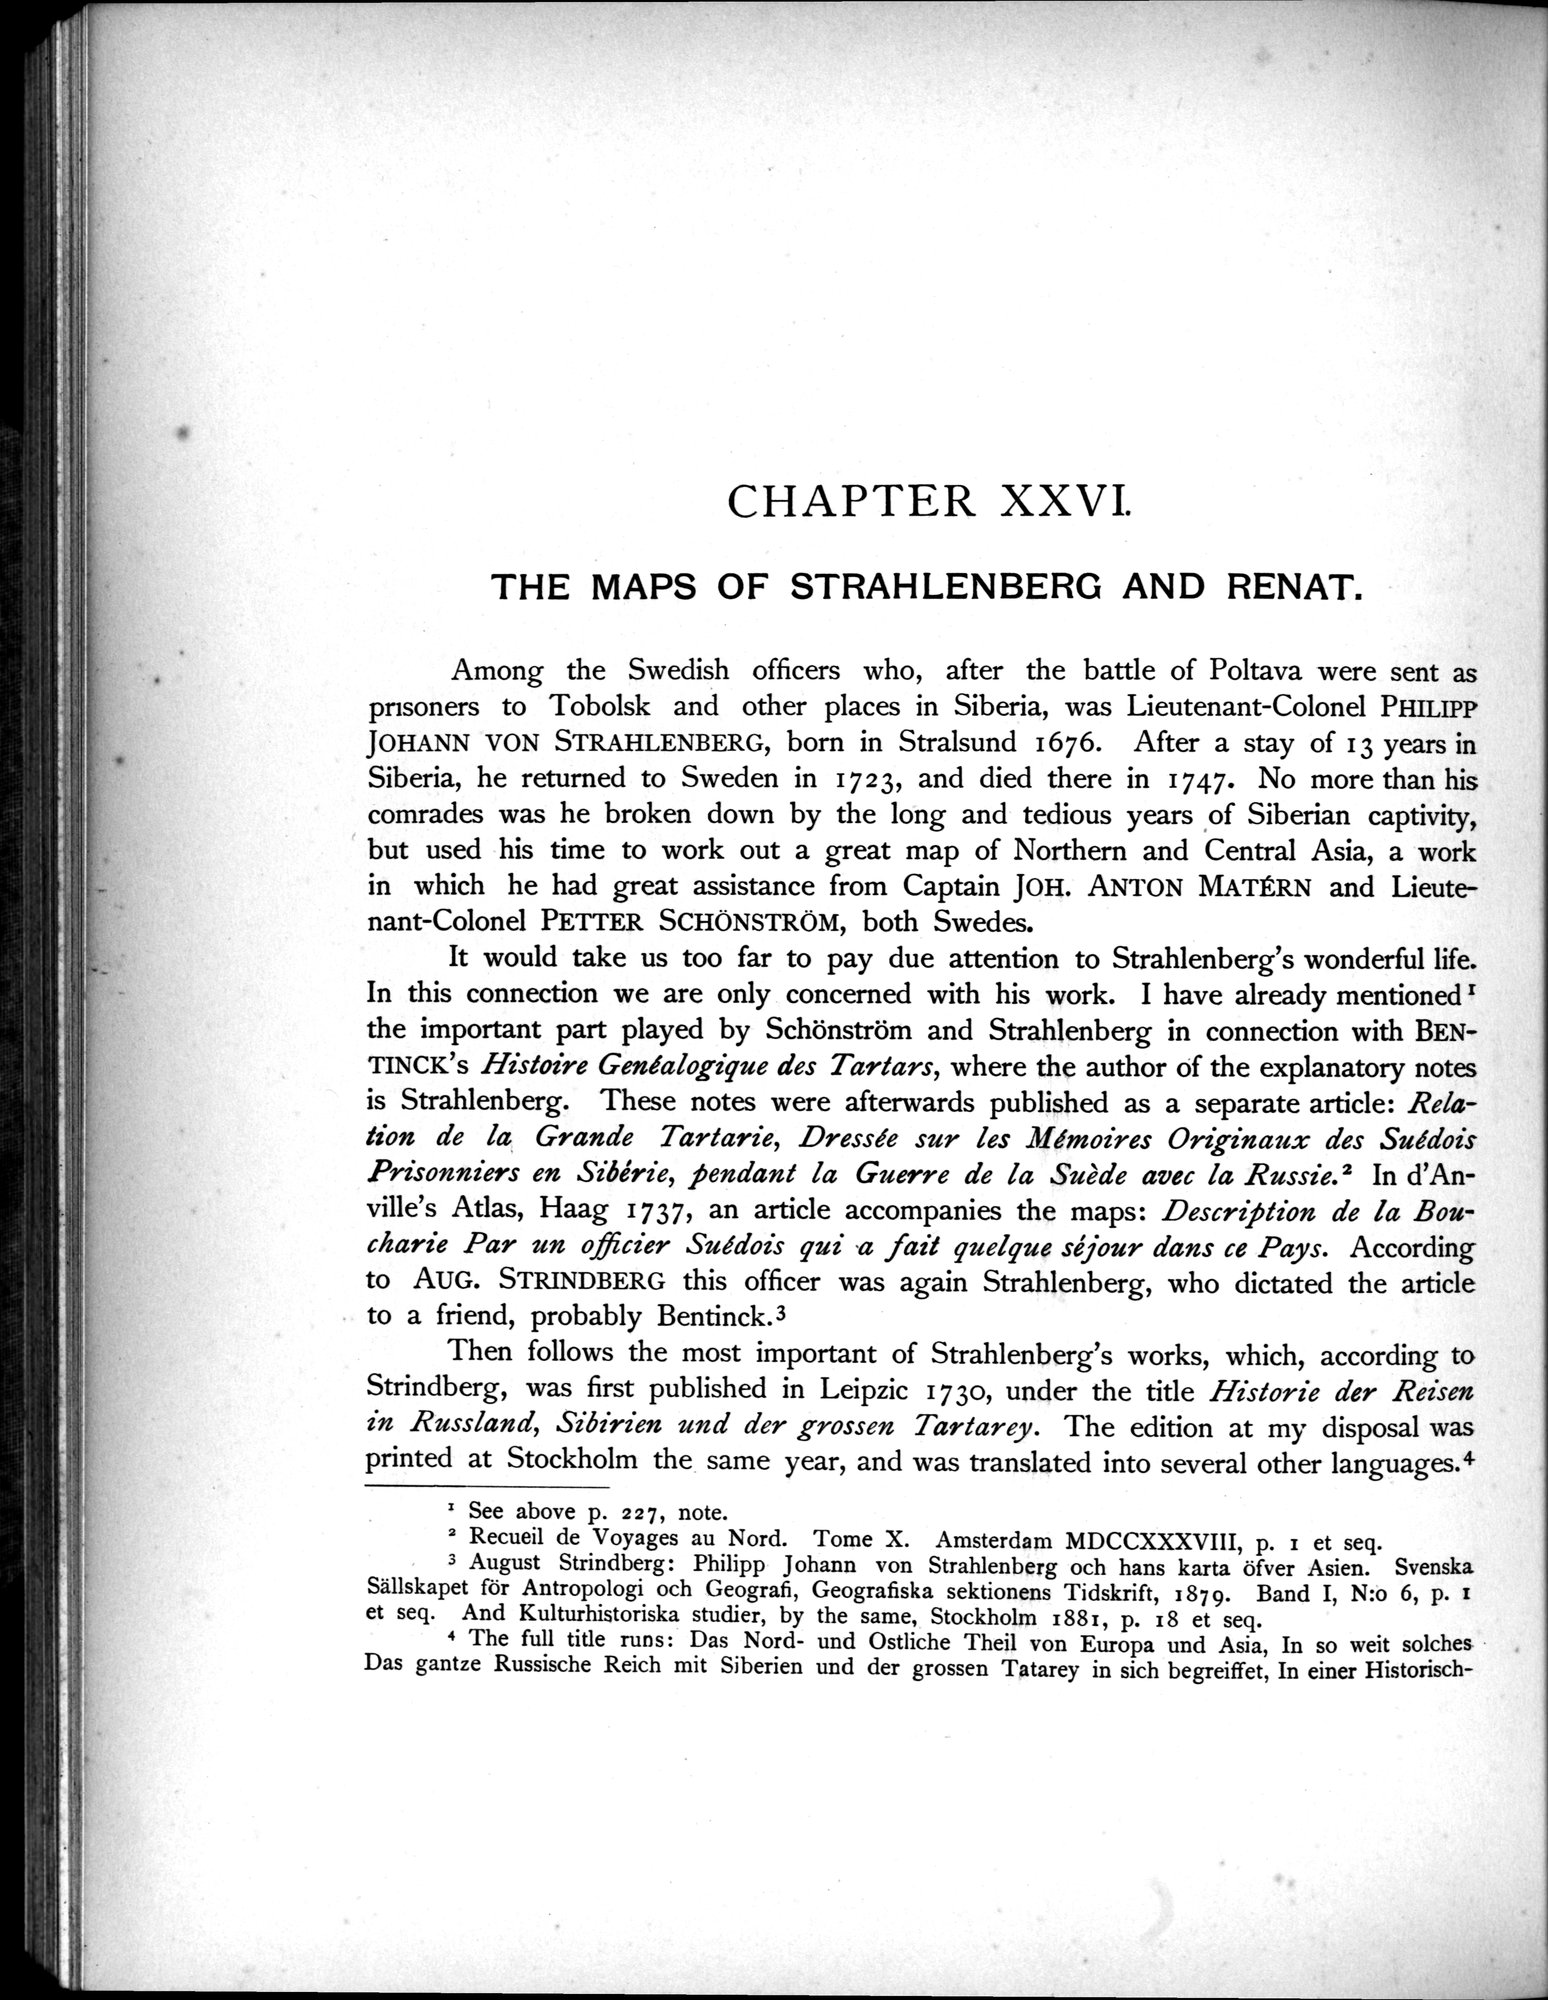 CHAPTER XXVI.
THE MAPS OF STRAHLENBERG AND RENAT.
Among the Swedish officers who, after the battle of Poltava were sent as
prisoners to Tobolsk and other places in Siberia, was Lieutenant-Colonel PHILIPP
JOHANN VON STRAHLENBERG, born in Stralsund 1676. After a stay of 13 years in
Siberia, he returned to Sweden in 1723, and died there in 1747. No more than his
comrades was he broken down by the long and tedious years of Siberian captivity,
but used his time to work out a great map of Northern and Central Asia, a work
in which he had great assistance from Captain JOH. ANTON MATÉRN and Lieute-
nant-Colonel PETTER SCHÖNSTRÖM, both Swedes.
It would take us too far to pay due attention to Strahlenberg's wonderful life.
In this connection we are only concerned with his work. I have already mentioned¹
the important part played by Schönström and Strahlenberg in connection with BEN-
TINCK's Histoire Genéalogique des Tartars, where the author of the explanatory notes
is Strahlenberg. These notes were afterwards published as a separate article: Rela-
tion de la Grande Tartarie, Dressée sur les Mémoires Originaux des Suédois
Prisonniers en Sibérie, pendant la Guerre de la Suède avec la Russie.² In d'An-
ville's Atlas, Haag 1737, an article accompanies the maps: Description de la Bou-
charie Par un officier Suédois qui a fait quelque séjour dans ce Pays. According
to AUG. STRINDBERG this officer was again Strahlenberg, who dictated the article
to a friend, probably Bentinck.³
Then follows the most important of Strahlenberg's works, which, according to
Strindberg, was first published in Leipzic 1730, under the title Historie der Reisen
in Russland, Sibirien und der grossen Tartarey. The edition at my disposal was
printed at Stockholm the same year, and was translated into several other languages.⁴
¹ See above p. 227, note.
² Recueil de Voyages au Nord. Tome X. Amsterdam MDCCXXXVIII, p. 1 et seq.
³ August Strindberg: Philipp Johann von Strahlenberg och hans karta öfver Asien. Svenska
Sällskapet för Antropologi och Geografi, Geografiska sektionens Tidskrift, 1879. Band I, N:o 6, p. 1
et seq. And Kulturhistoriska studier, by the same, Stockholm 1881, p. 18 et seq.
⁴ The full title runs: Das Nord- und Ostliche Theil von Europa und Asia, In so weit solches
Das gantze Russische Reich mit Siberien und der grossen Tatarey in sich begreiffet, In einer Historisch-